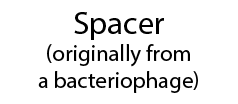 Spacer
(originally from
a bacteriophage)